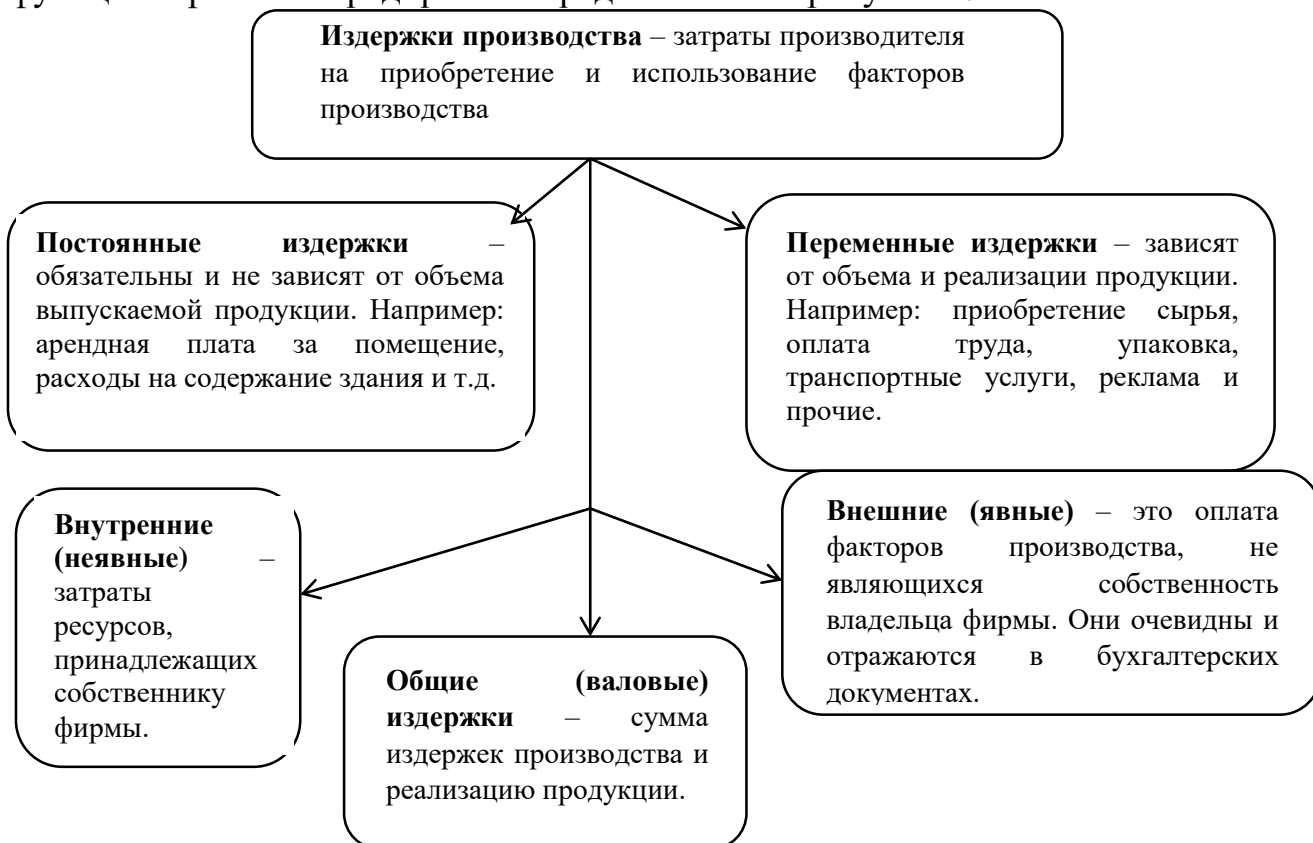 Издержки производства – затраты производителя
на приобретение и использование факторов
производства
Постоянные издержки –
обязательны и не зависят от объема
выпускаемой продукции. Например:
арендная плата за помещение,
расходы на содержание здания и т.д.
Переменные издержки – зависят
от объема и реализации продукции.
Например: приобретение сырья,
оплата труда, упаковка,
транспортные услуги, реклама и
прочие.
Внутренние
(неявные) –
затраты
ресурсов,
принадлежащих
собственнику
фирмы.
Общие (валовые)
издержки – сумма
издержек производства и
реализацию продукции.
Внешние (явные) – это оплата
факторов производства, не
являющихся собственность
владельца фирмы. Они очевидны и
отражаются в бухгалтерских
документах.